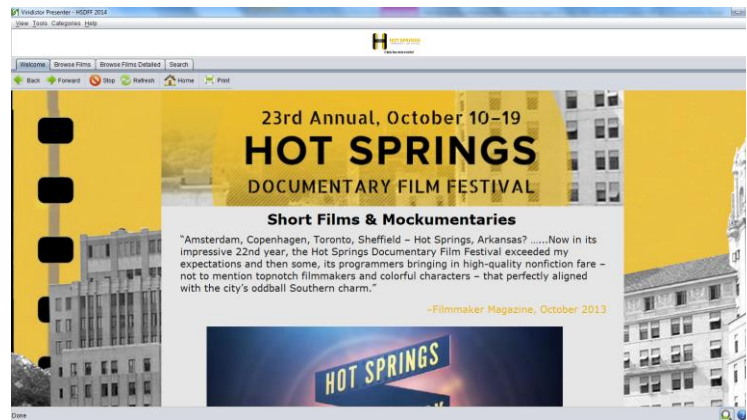 Viridistor Presenter - HSDFF 2014
View Tools Categories Help
H HOT SPRINGS
Welcome Browse Films Browse Films Detailed Search
Back Forward Stop Refresh Home Print
23rd Annual, October 10–19
HOT SPRINGS
DOCUMENTARY FILM FESTIVAL
Short Films & Mockumentaries
“Amsterdam, Copenhagen, Toronto, Sheffield – Hot Springs, Arkansas? ......Now in its
impressive 22nd year, the Hot Springs Documentary Film Festival exceeded my
expectations and then some, its programmers bringing in high-quality nonfiction fare –
not to mention topnotch filmmakers and colorful characters – that perfectly aligned
with the city’s oddball Southern charm.”
–Filmmaker Magazine, October 2013
HOT SPRINGS
Done